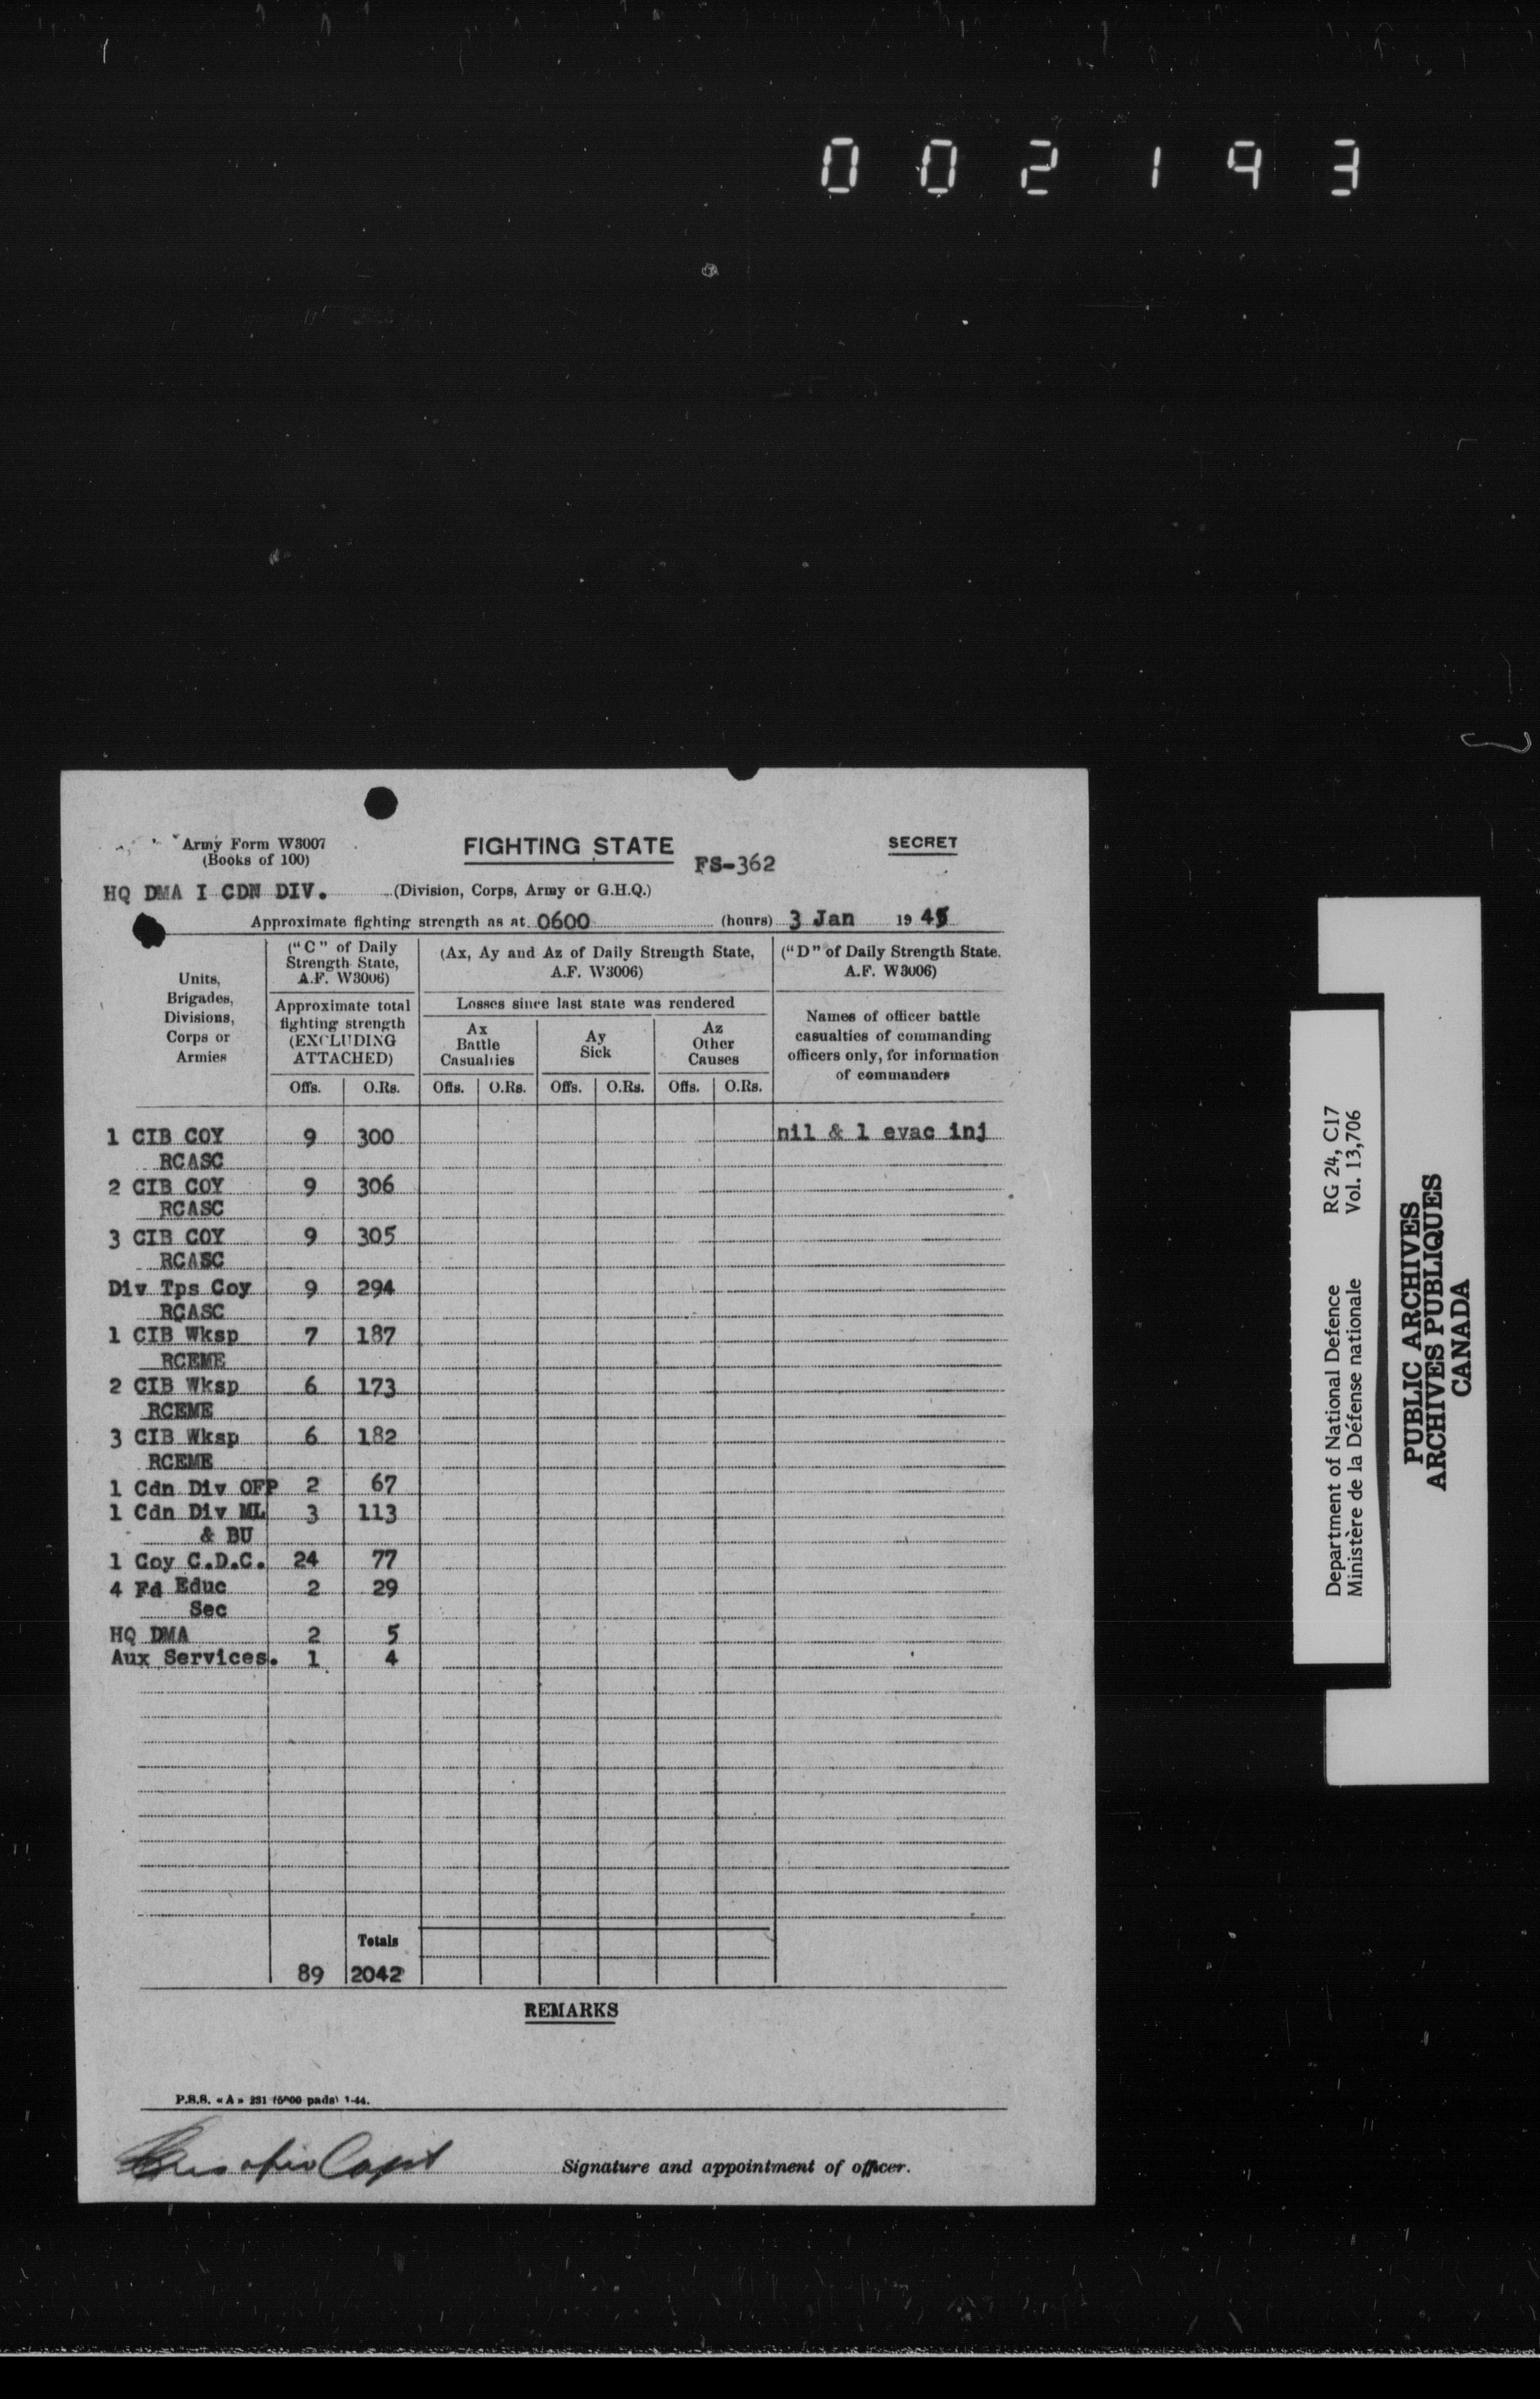 002193
Army Form W3007
(Books of 100)
FIGHTING STATE
SECRET
FS-362
HQ DMA I CDN DIV. (Division, Corps, Army or G.H.Q.)
Approximate fighting strength as at 0600 (hours) 3 Jan 1945
Units,
Brigades,
Divisions,
Corps or
Armies
("C" of Daily
Strength State,
A.F. W3006)
Approximate total
fighting strength
(EXCLUDING
ATTACHED)
(Ax, Ay and Az of Daily Strength State,
A.F. W3006)
Losses since last state was rendered
Ax
Battle
Casualties
Ay
Sick
Az
Other
Causes
("D" of Daily Strength State.
A.F. W3006)
Names of officer battle
casualties of commanding
officers only, for information
of commanders
Offs. O.Rs. Offs. O.Rs. Offs. O.Rs. Offs. O.Rs.
1 CIB COY 9 300 nil & 1 evac inj
RCASC
2 CIB COY 9 306
RCASC
3 CIB COY 9 305
RCASC
Div Tps Coy 9 294
RCASC
1 CIB Wksp 7 187
RCEME
2 CIB Wksp 6 173
RCEME
3 CIB Wksp 6 182
RCEME
1 Cdn Div OFP 2 67
1 Cdn Div ML 3 113
& BU
1 Coy C.D.C. 24 77
4 Fd Educ 2 29
Sec
HQ DMA 2 5
Aux Services. 1 4
Totals
89 2042
REMARKS
P.S.S. « A » 231 (5000 pads) 1-44.
Capt Signature and appointment of officer.
Department of National Defence RG 24, C17
Ministère de la Défense nationale Vol. 13,706
PUBLIC ARCHIVES
ARCHIVES PUBLIQUES
CANADA